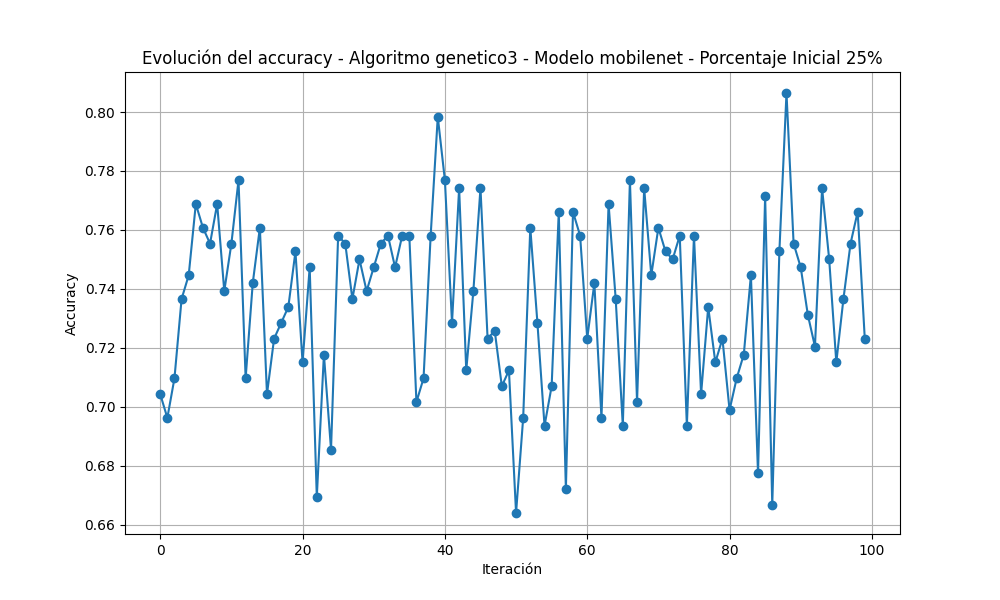 Evolución del accuracy - Algoritmo genetico3 - Modelo mobilenet - Porcentaje Inicial 25%
Accuracy
0.80
0.78
0.76
0.74
0.72
0.70
0.68
0.66
0 20 40 60 80 100
Iteración